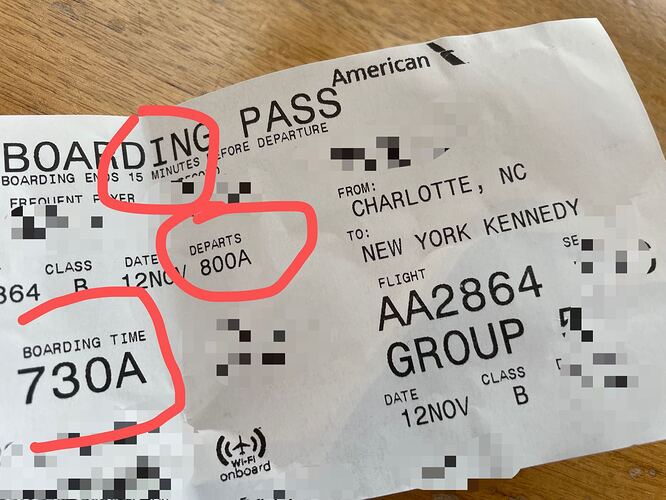 American
BOARDING PASS
BOARDING ENDS 15 MINUTES BEFORE DEPARTURE
FREQUENT FLYER
FROM:
CHARLOTTE, NC
TO:
NEW YORK KENNEDY
DEPARTS
800A
CLASS
B
DATE
12NOV
864
FLIGHT
AA2864
GROUP
BOARDING TIME
730A
DATE
12NOV
CLASS
B
Wi-Fi
onboard